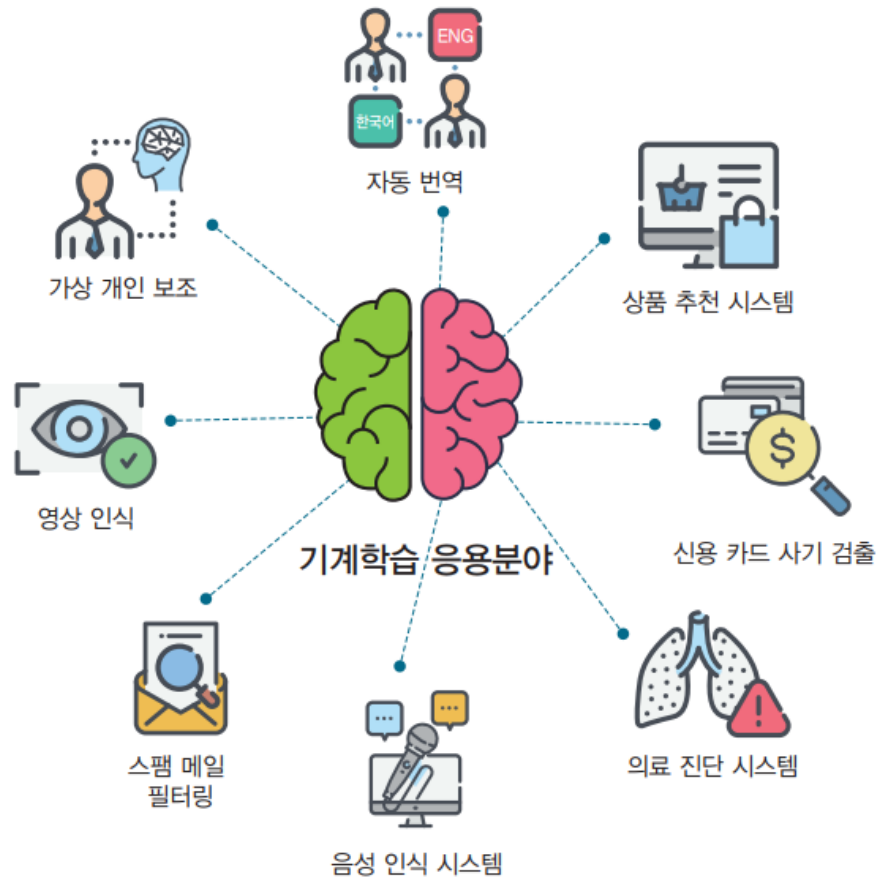 ENG
한국어
자동 번역
가상 개인 보조
상품 추천 시스템
영상 인식
기계학습 응용분야
신용 카드 사기 검출
스팸 메일
필터링
의료 진단 시스템
음성 인식 시스템